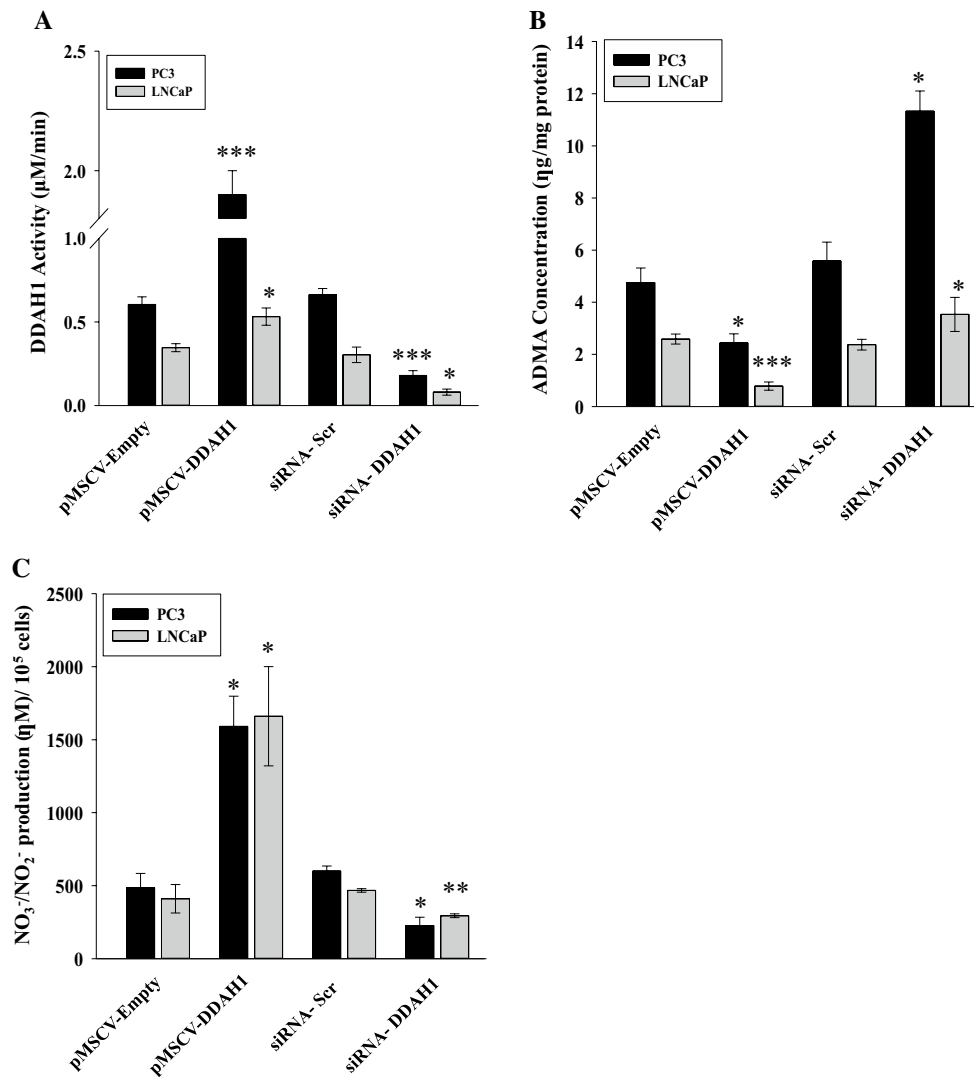 A
2.5
PC3
LNCaP
***
2.0
1.0
*
0.5
***
*
0.0
DDAH1 Activity (μM/min)
pMSCV-Empty
pMSCV-DDAH1
siRNA- Scr
siRNA- DDAH1
B
14
PC3
LNCaP
*
12
10
8
6
*
4
*
2
***
0
ADMA Concentration (ηg/mg protein)
pMSCV-Empty
pMSCV-DDAH1
siRNA- Scr
siRNA- DDAH1
C
2500
PC3
LNCaP
*
*
2000
1500
1000
500
*
**
0
NO₃⁻/NO₂⁻ production (ηM)/ 10⁵ cells)
pMSCV-Empty
pMSCV-DDAH1
siRNA- Scr
siRNA- DDAH1